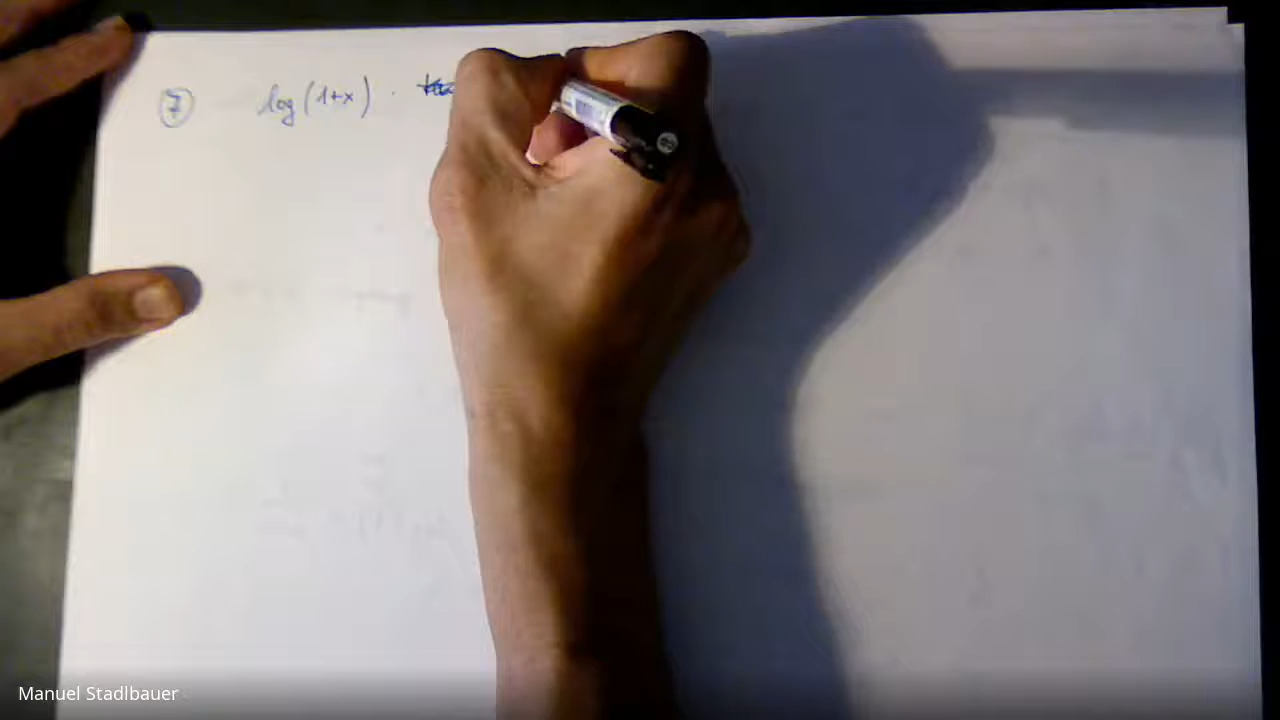 ⑦ log(1+x) ·
Manuel Stadlbauer